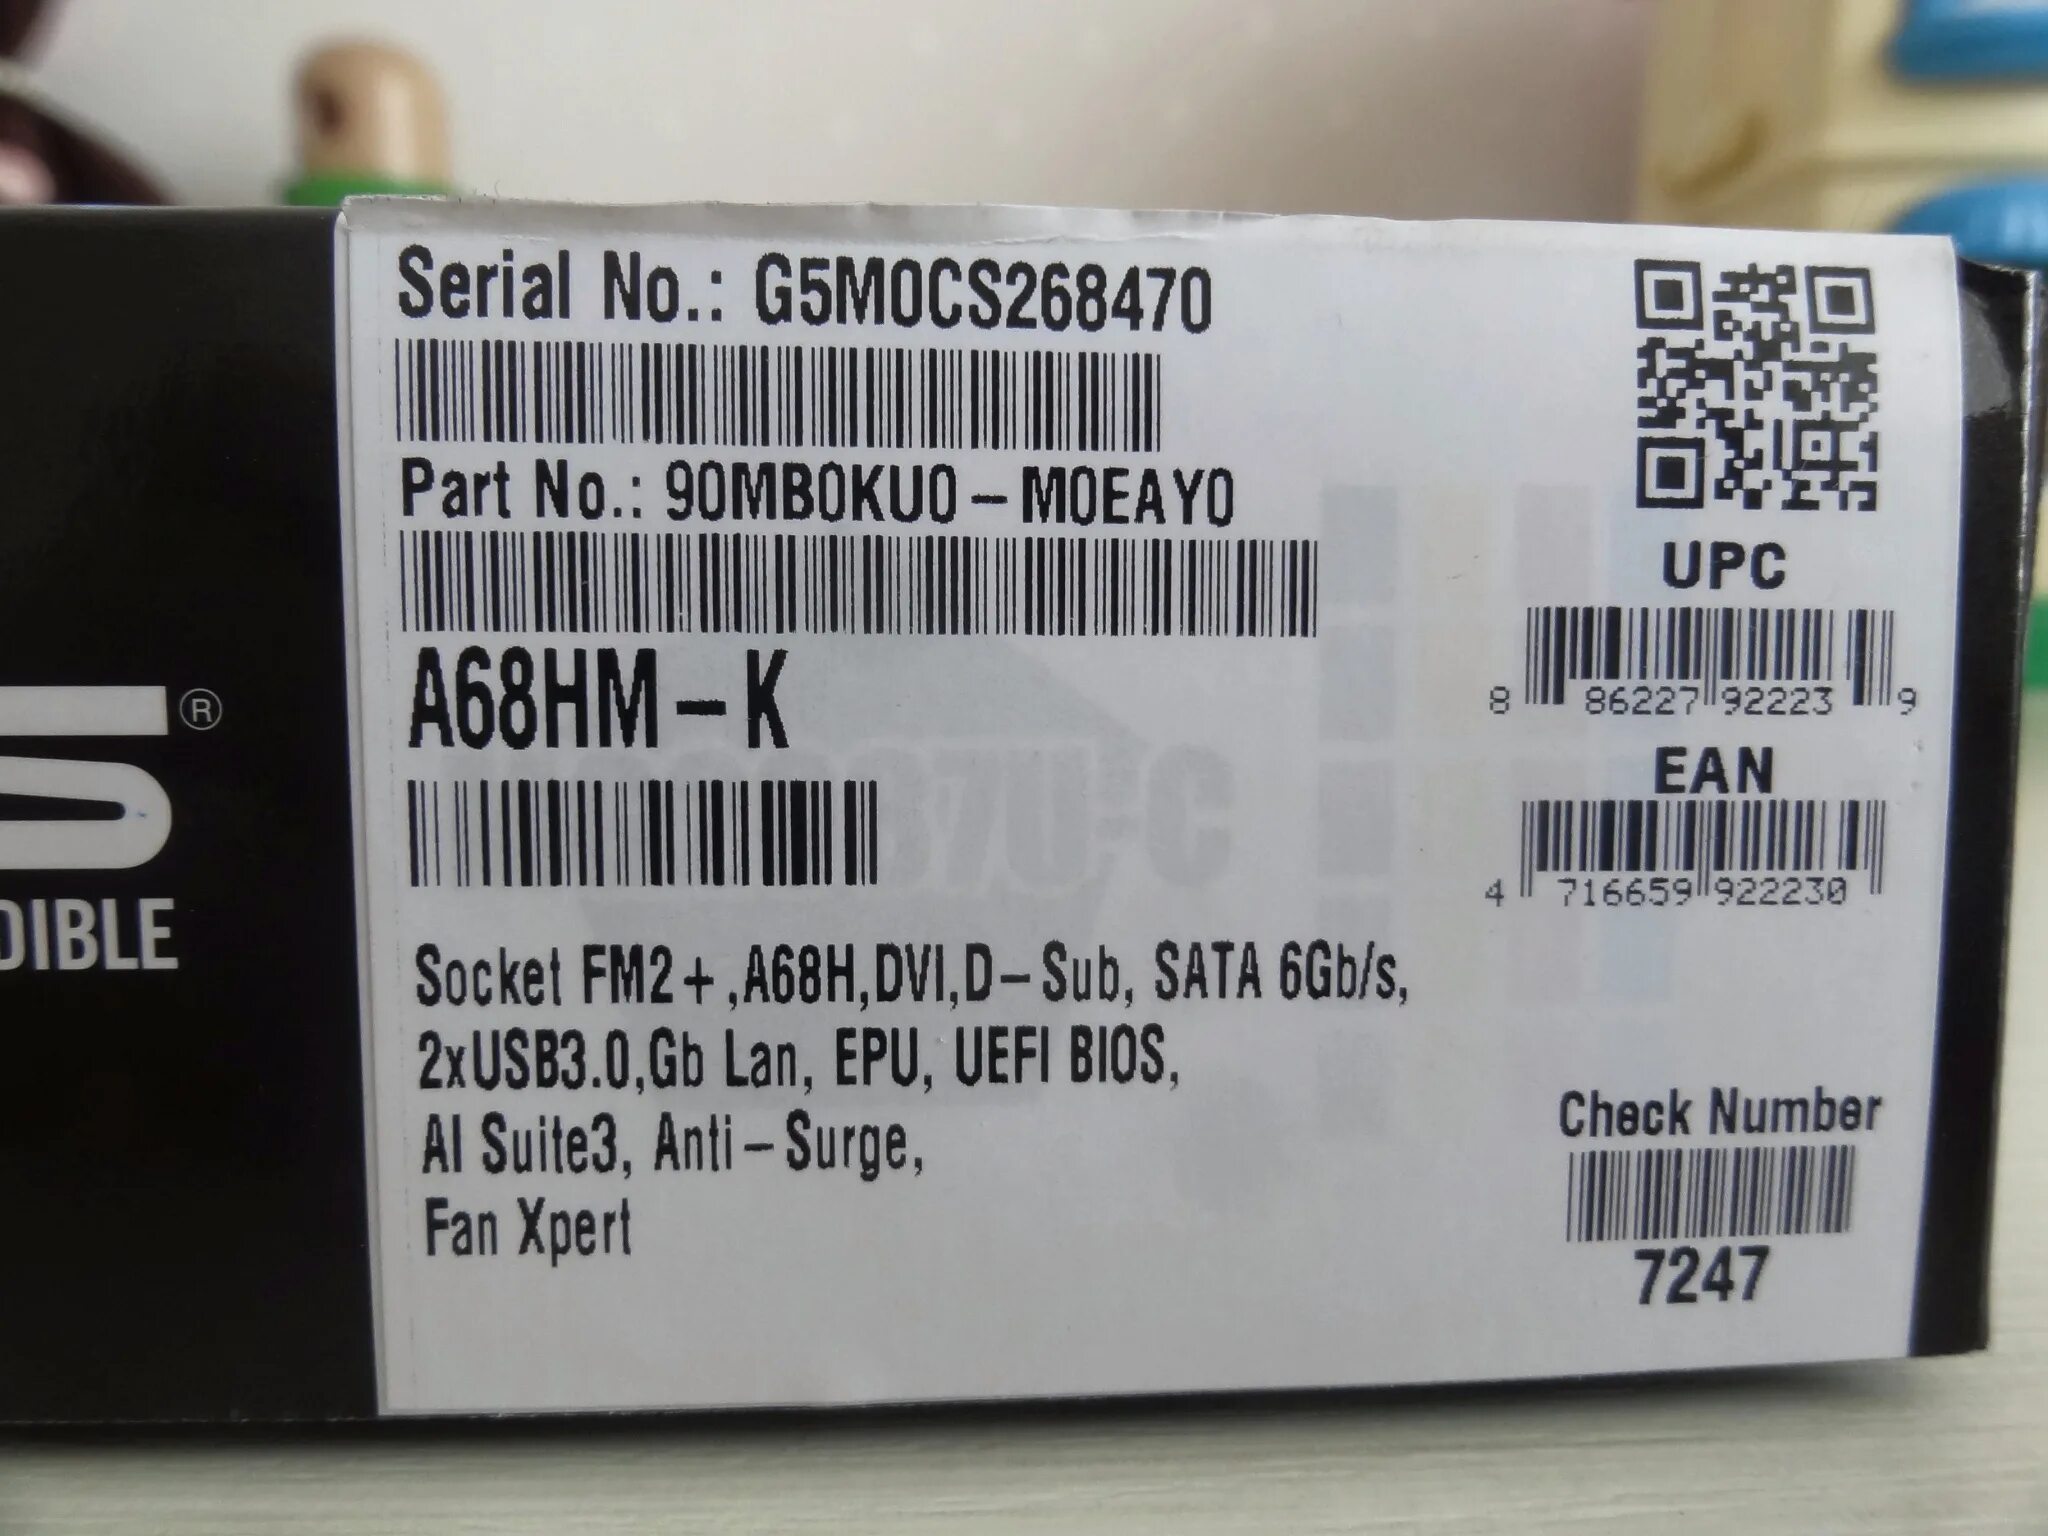 Serial No.: G5M0CS268470
Part No.: 90MB0KU0-M0EAY0
A68HM-K
Socket FM2+,A68H,DVI,D-Sub, SATA 6Gb/s,
2xUSB3.0,Gb Lan, EPU, UEFI BIOS,
AI Suite3, Anti-Surge,
Fan Xpert
UPC
8 86227 92223 9
EAN
4 716659 922230
Check Number
7247
®
DIBLE